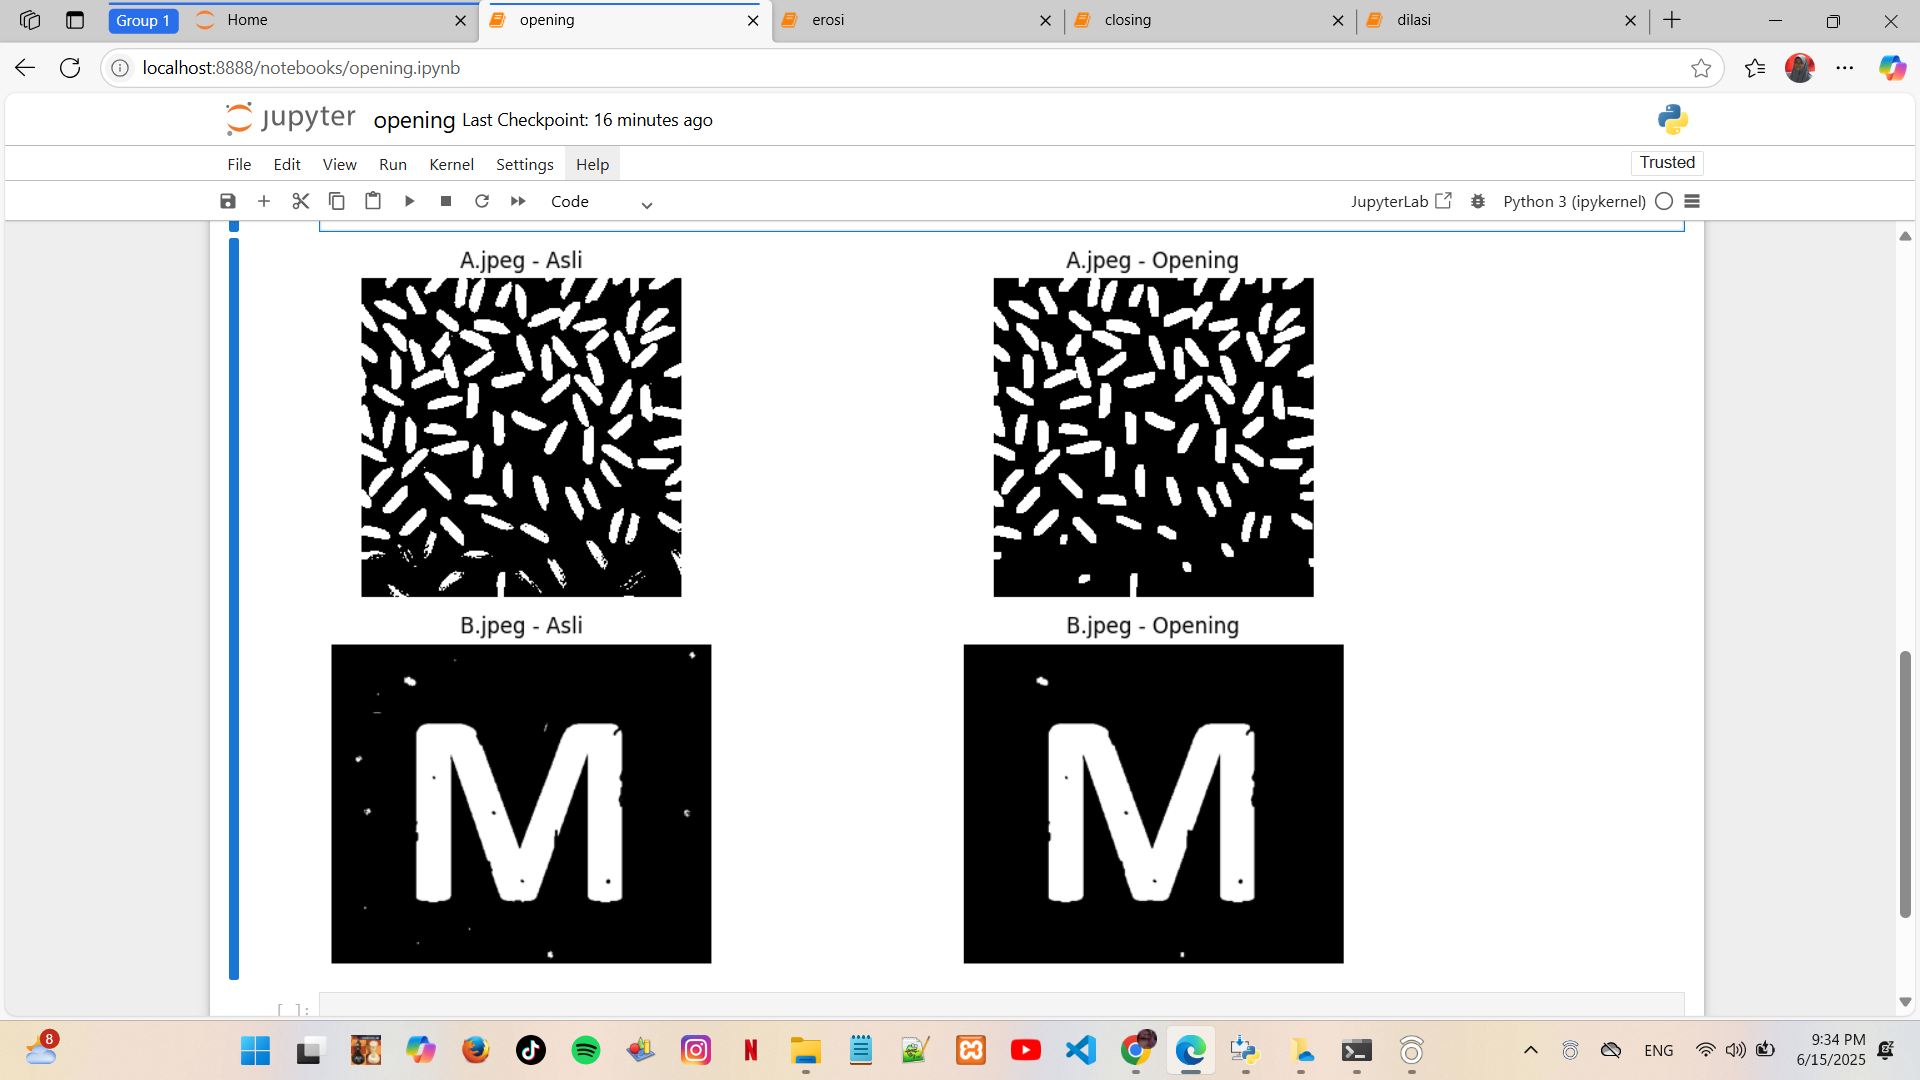 Group 1
Home
opening
erosi
closing
dilasi
localhost:8888/notebooks/opening.ipynb
jupyter
opening Last Checkpoint: 16 minutes ago
File Edit View Run Kernel Settings Help
Trusted
Code
JupyterLab
Python 3 (ipykernel)
A.jpeg - Asli
A.jpeg - Opening
B.jpeg - Asli
B.jpeg - Opening
M
M
[ ]:
8
N
ENG
9:34 PM
6/15/2025